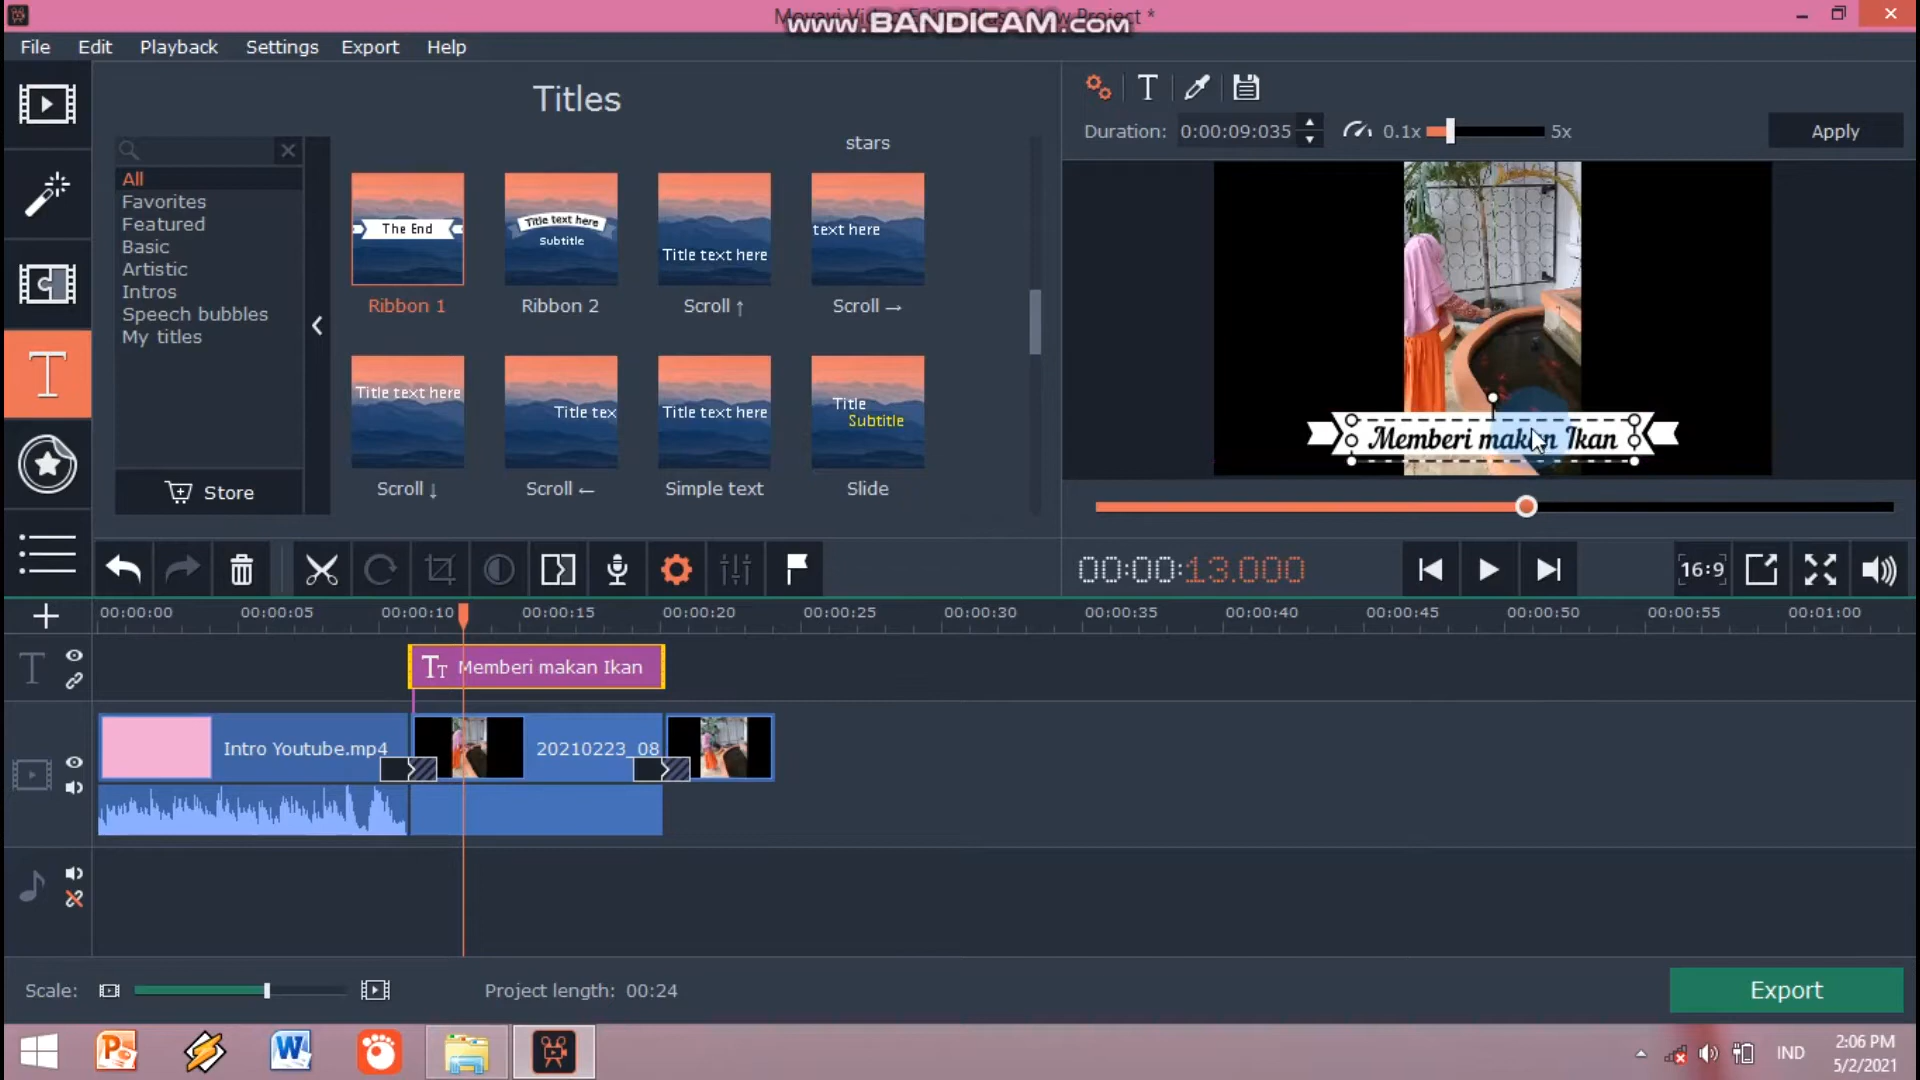 www.BANDICAM.com
File Edit Playback Settings Export Help
Titles
Duration: 0:00:09:035 0.1x 5x Apply
All
Favorites
Featured
Basic
Artistic
Intros
Speech bubbles
My titles
Store
stars
The End
Title text here
Subtitle
Title text here
text here
Ribbon 1
Ribbon 2
Scroll ↑
Scroll →
Title text here
Title tex
Title text here
Title
Subtitle
Scroll ↓
Scroll ←
Simple text
Slide
Memberi makan Ikan
00:00:13.000
16:9
00:00:00 00:00:05 00:00:10 00:00:15 00:00:20 00:00:25 00:00:30 00:00:35 00:00:40 00:00:45 00:00:50 00:00:55 00:01:00
Memberi makan Ikan
Intro Youtube.mp4
20210223_08
Scale:
Project length: 00:24
Export
IND
2:06 PM
5/2/2021